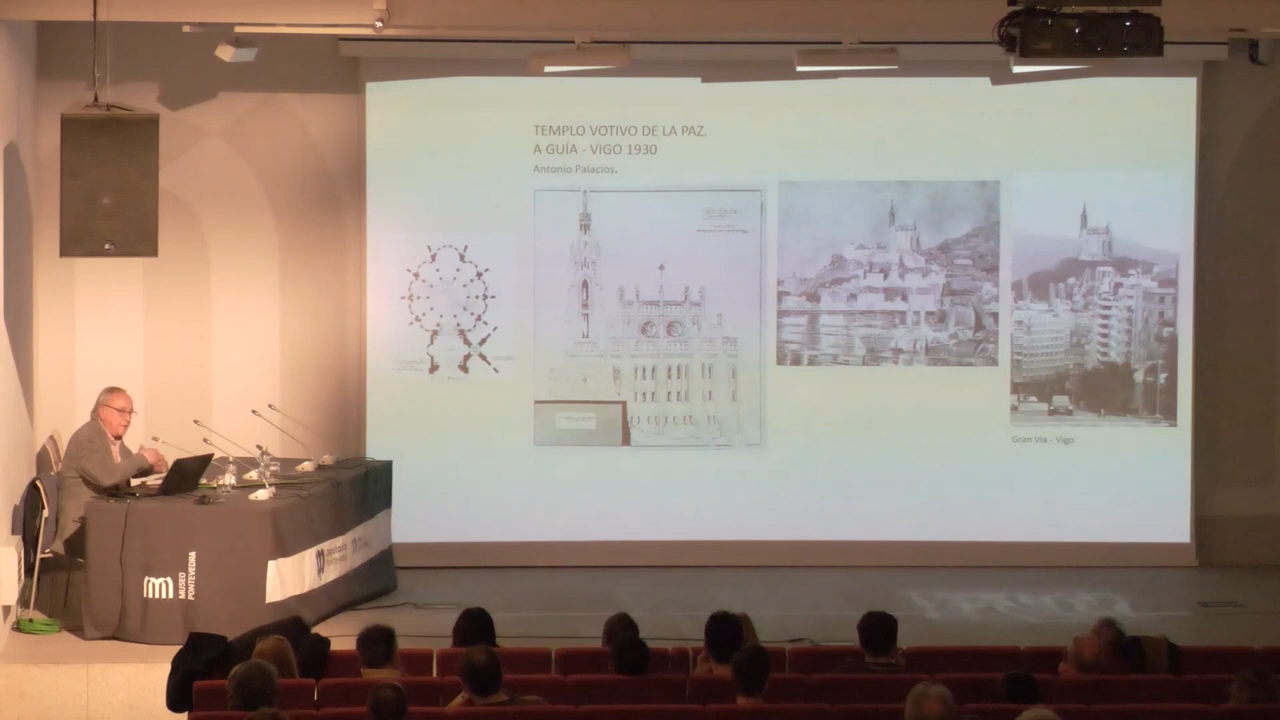 TEMPLO VOTIVO DE LA PAZ.
A GUÍA - VIGO 1930
Antonio Palacios.
Gran Vía - Vigo
MUSEO
PONTEVEDRA